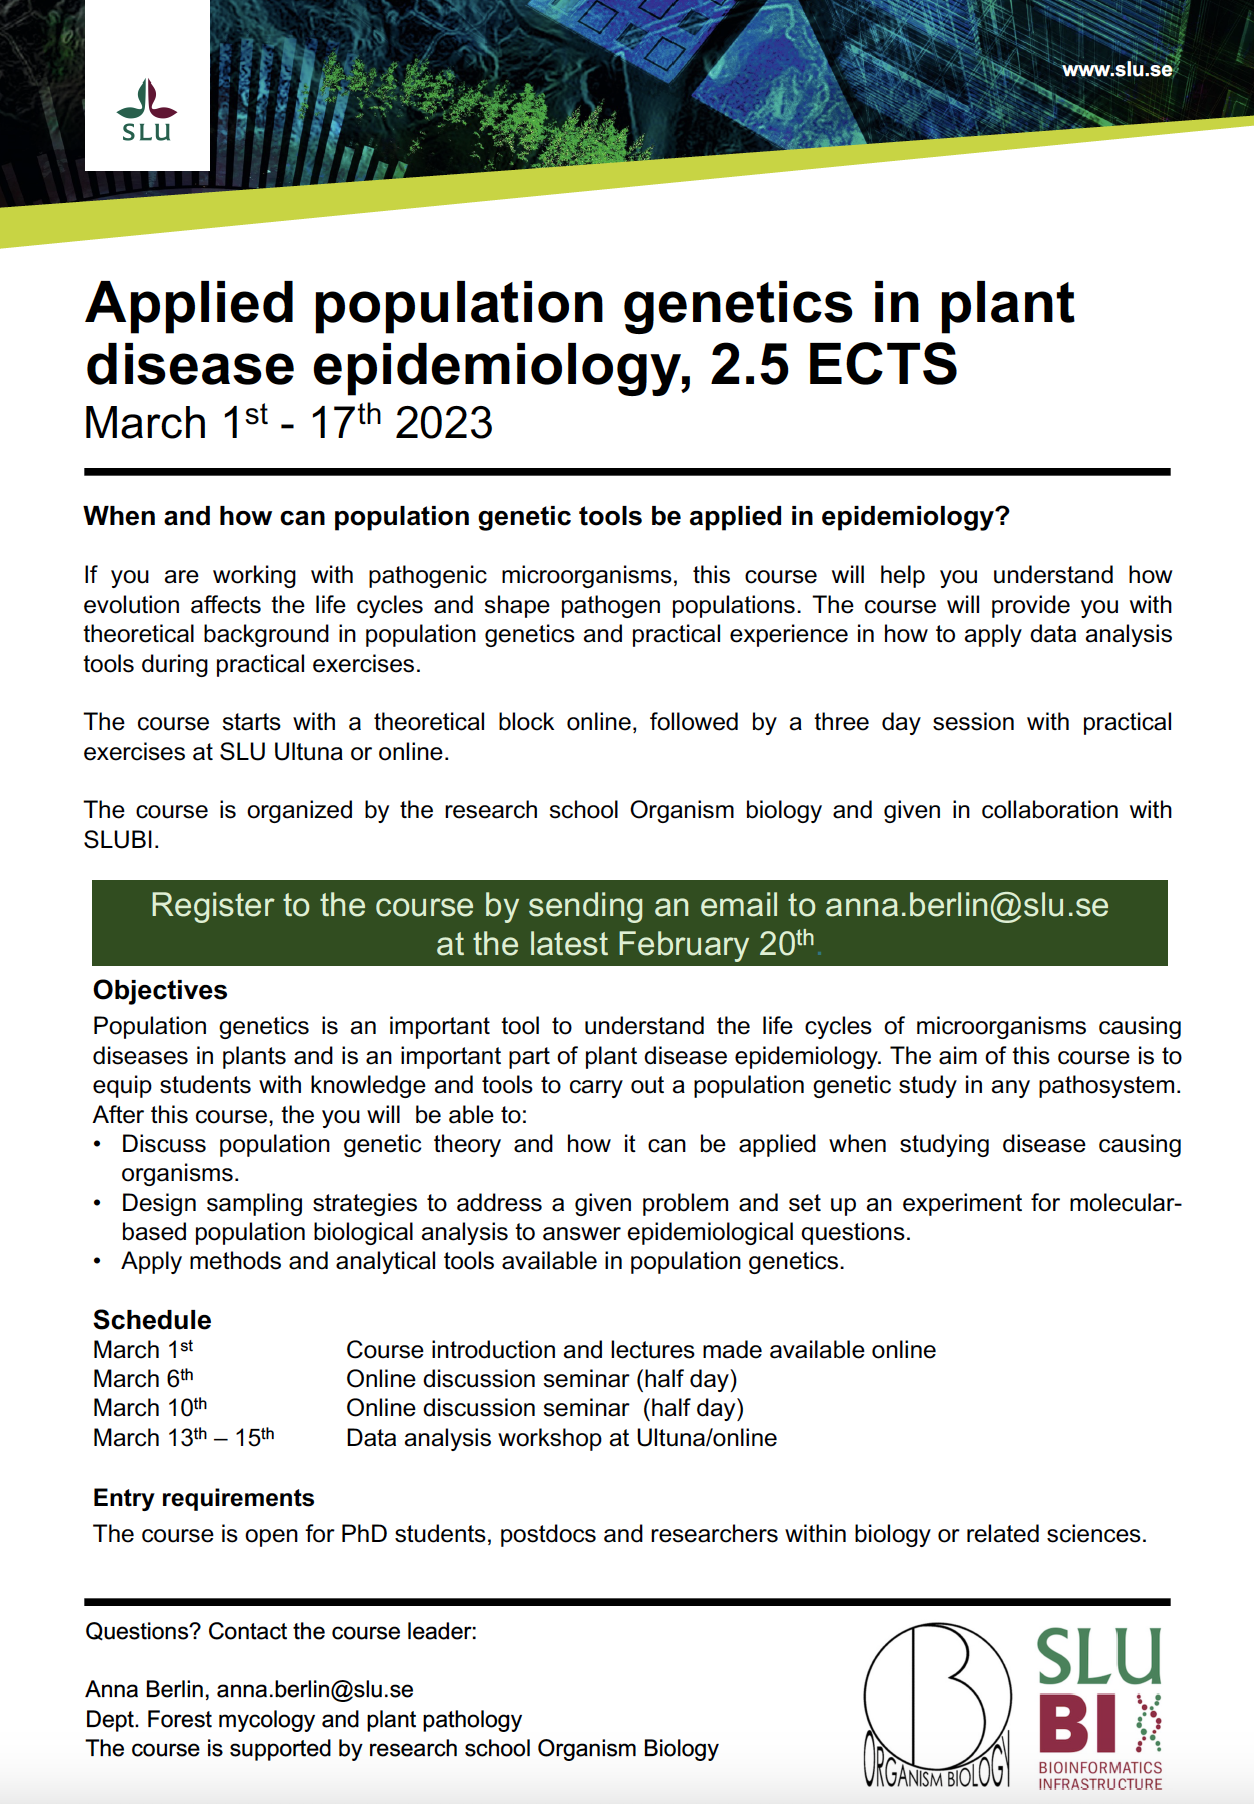 www.slu.se
SLU
Applied population genetics in plant
disease epidemiology, 2.5 ECTS
March 1st - 17th 2023
When and how can population genetic tools be applied in epidemiology?
If you are working with pathogenic microorganisms, this course will help you understand how
evolution affects the life cycles and shape pathogen populations. The course will provide you with
theoretical background in population genetics and practical experience in how to apply data analysis
tools during practical exercises.
The course starts with a theoretical block online, followed by a three day session with practical
exercises at SLU Ultuna or online.
The course is organized by the research school Organism biology and given in collaboration with
SLUBI.
Register to the course by sending an email to anna.berlin@slu.se
at the latest February 20th.
Objectives
Population genetics is an important tool to understand the life cycles of microorganisms causing
diseases in plants and is an important part of plant disease epidemiology. The aim of this course is to
equip students with knowledge and tools to carry out a population genetic study in any pathosystem.
After this course, the you will be able to:
• Discuss population genetic theory and how it can be applied when studying disease causing
organisms.
• Design sampling strategies to address a given problem and set up an experiment for molecular-
based population biological analysis to answer epidemiological questions.
• Apply methods and analytical tools available in population genetics.
Schedule
March 1st Course introduction and lectures made available online
March 6th Online discussion seminar (half day)
March 10th Online discussion seminar (half day)
March 13th – 15th Data analysis workshop at Ultuna/online
Entry requirements
The course is open for PhD students, postdocs and researchers within biology or related sciences.
Questions? Contact the course leader:
Anna Berlin, anna.berlin@slu.se
Dept. Forest mycology and plant pathology
The course is supported by research school Organism Biology
B
ORGANISM BIOLOGY
SLU
BI
BIOINFORMATICS
INFRASTRUCTURE